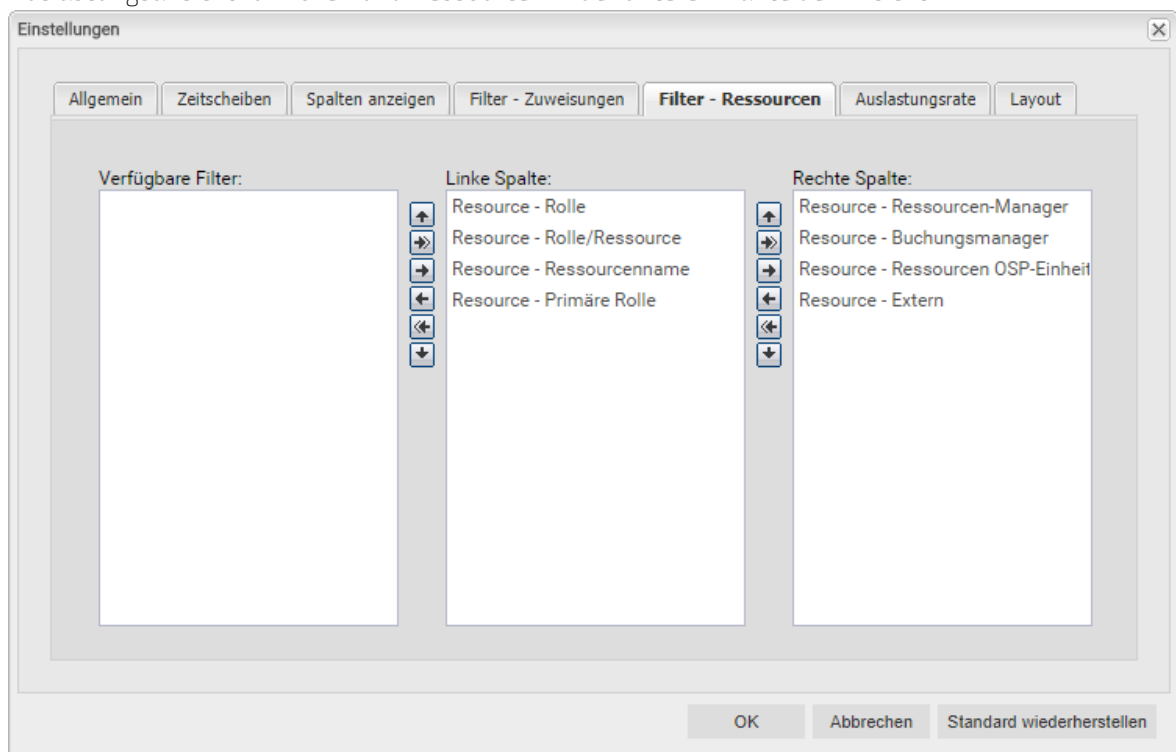 Einstellungen
Allgemein
Zeitscheiben
Spalten anzeigen
Filter - Zuweisungen
Filter - Ressourcen
Auslastungsrate
Layout
Verfügbare Filter:
Linke Spalte:
Resource - Rolle
Resource - Rolle/Ressource
Resource - Ressourcenname
Resource - Primäre Rolle
Rechte Spalte:
Resource - Ressourcen-Manager
Resource - Buchungsmanager
Resource - Ressourcen OSP-Einheit
Resource - Extern
OK
Abbrechen
Standard wiederherstellen